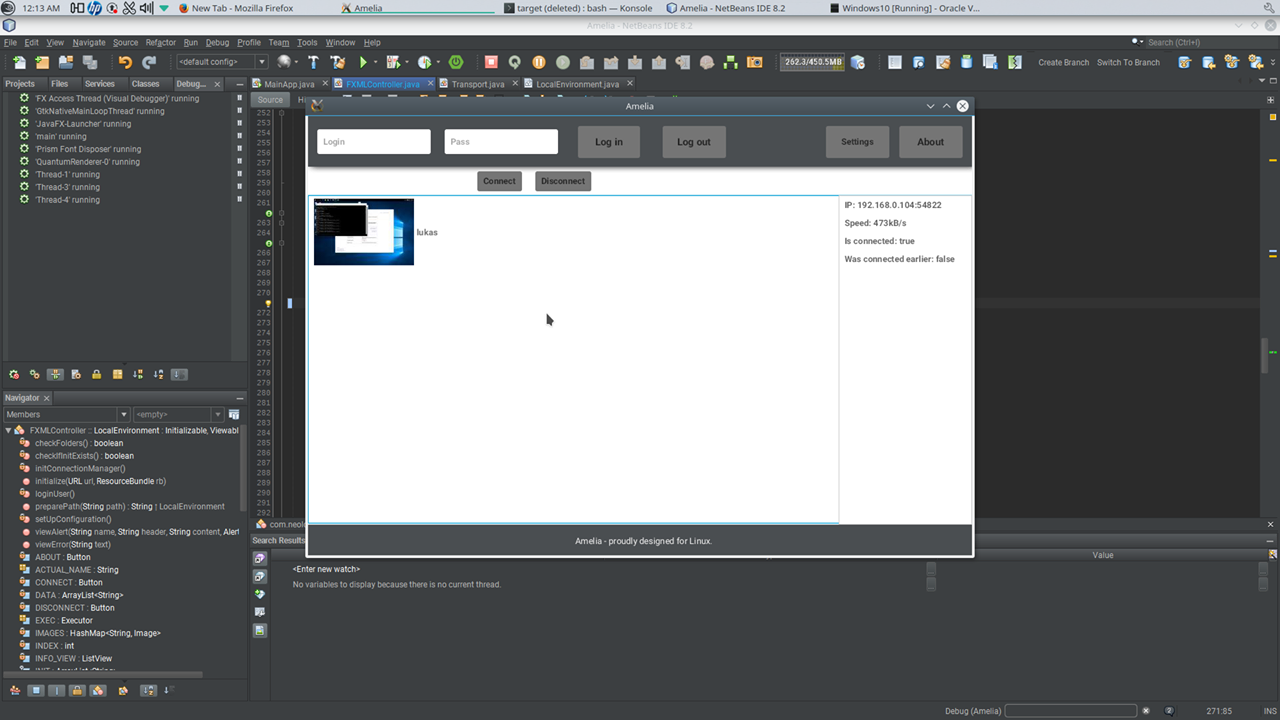 12:13 AM
New Tab - Mozilla Firefox
Amelia
target (deleted) : bash — Konsole
Amelia - NetBeans IDE 8.2
Windows10 [Running] - Oracle V...
Amelia - NetBeans IDE 8.2
File Edit View Navigate Source Refactor Run Debug Profile Team Tools Window Help
Search (Ctrl+I)
<default config>
262.3/450.5MB
Create Branch
Switch To Branch
Projects Files Services Classes Debug...
MainApp.java FXMLController.java Transport.java LocalEnvironment.java
Source
'FX Access Thread (Visual Debugger)' running
'GtkNativeMainLoopThread' running
'JavaFX-Launcher' running
'main' running
'Prism Font Disposer' running
'QuantumRenderer-0' running
'Thread-1' running
'Thread-3' running
'Thread-4' running
252
253
254
255
256
257
258
259
260
261
263
264
266
267
268
269
270
272
273
274
275
276
277
278
279
280
281
282
283
284
285
286
287
288
289
290
291
292
Amelia
Login
Pass
Log in
Log out
Settings
About
Connect
Disconnect
lukas
IP: 192.168.0.104:54822
Speed: 473kB/s
Is connected: true
Was connected earlier: false
Amelia - proudly designed for Linux.
Navigator
Members
<empty>
FXMLController :: LocalEnvironment : Initializable, Viewabl
checkFolders() : boolean
checkIfInitExists() : boolean
initConnectionManager()
initialize(URL url, ResourceBundle rb)
loginUser()
preparePath(String path) : String ↑ LocalEnvironment
setUpConfiguration()
viewAlert(String name, String header, String content, Alert
viewError(String text)
ABOUT : Button
ACTUAL_NAME : String
CONNECT : Button
DATA : ArrayList<String>
DISCONNECT : Button
EXEC : Executor
IMAGES : HashMap<String, Image>
INDEX : int
INFO_VIEW : ListView
Search Results
Value
<Enter new watch>
No variables to display because there is no current thread.
Debug (Amelia)
2
271:85
INS